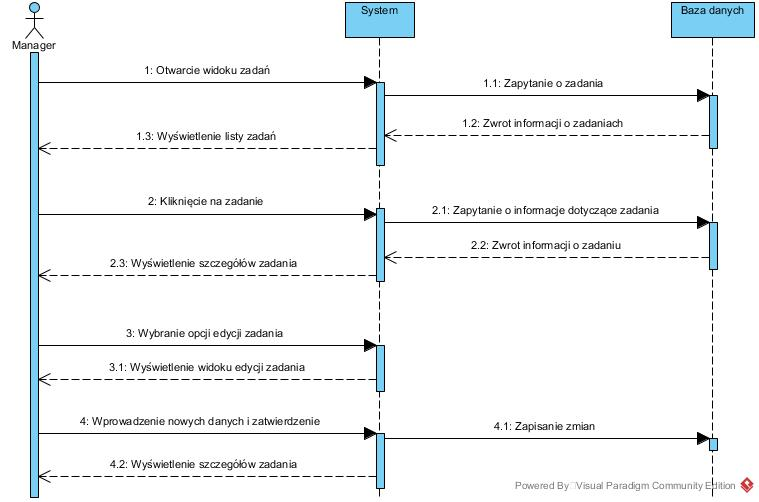 System
Baza danych
Manager
1: Otwarcie widoku zadań
1.1: Zapytanie o zadania
1.2: Zwrot informacji o zadaniach
1.3: Wyświetlenie listy zadań
2: Kliknięcie na zadanie
2.1: Zapytanie o informacje dotyczące zadania
2.2: Zwrot informacji o zadaniu
2.3: Wyświetlenie szczegółów zadania
3: Wybranie opcji edycji zadania
3.1: Wyświetlenie widoku edycji zadania
4: Wprowadzenie nowych danych i zatwierdzenie
4.1: Zapisanie zmian
4.2: Wyświetlenie szczegółów zadania
Powered By Visual Paradigm Community Edition